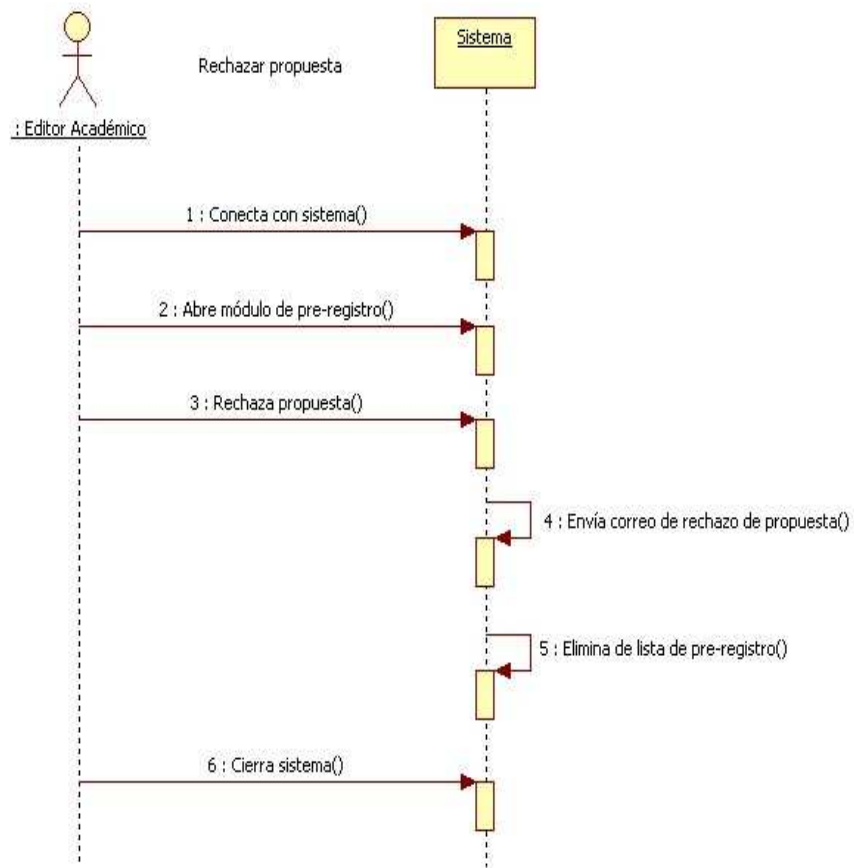 Sistema
Rechazar propuesta
: Editor Académico
1 : Conecta con sistema()
2 : Abre módulo de pre-registro()
3 : Rechaza propuesta()
4 : Envía correo de rechazo de propuesta()
5 : Elimina de lista de pre-registro()
6 : Cierra sistema()